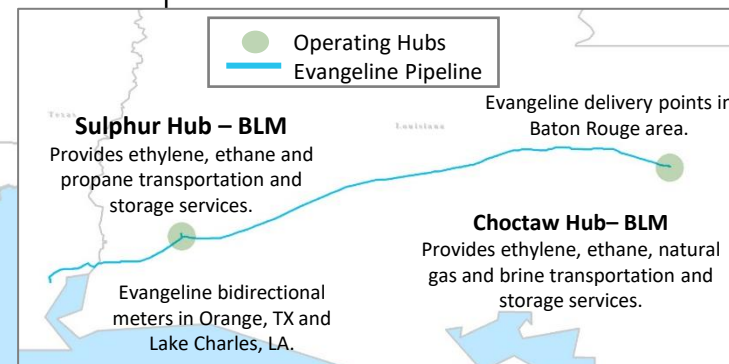 Operating Hubs
Evangeline Pipeline
Texas
Louisiana
Evangeline delivery points in
Baton Rouge area.
Sulphur Hub – BLM
Provides ethylene, ethane and
propane transportation and
storage services.
Choctaw Hub– BLM
Provides ethylene, ethane, natural
gas and brine transportation and
storage services.
Evangeline bidirectional
meters in Orange, TX and
Lake Charles, LA.